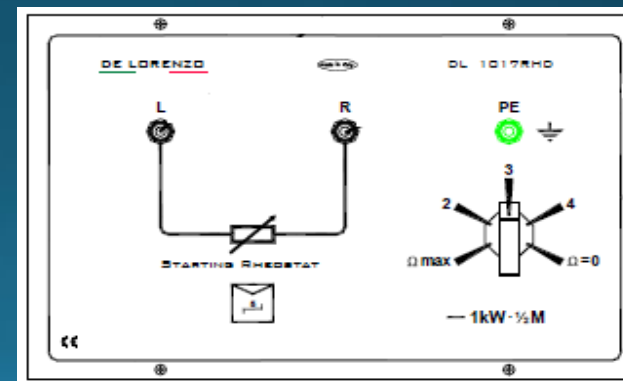 DE LORENZO DL 1017RHD
L R PE
3
2 4
Ω max Ω=0
STARTING RHEOSTAT
1kW-½M
CE